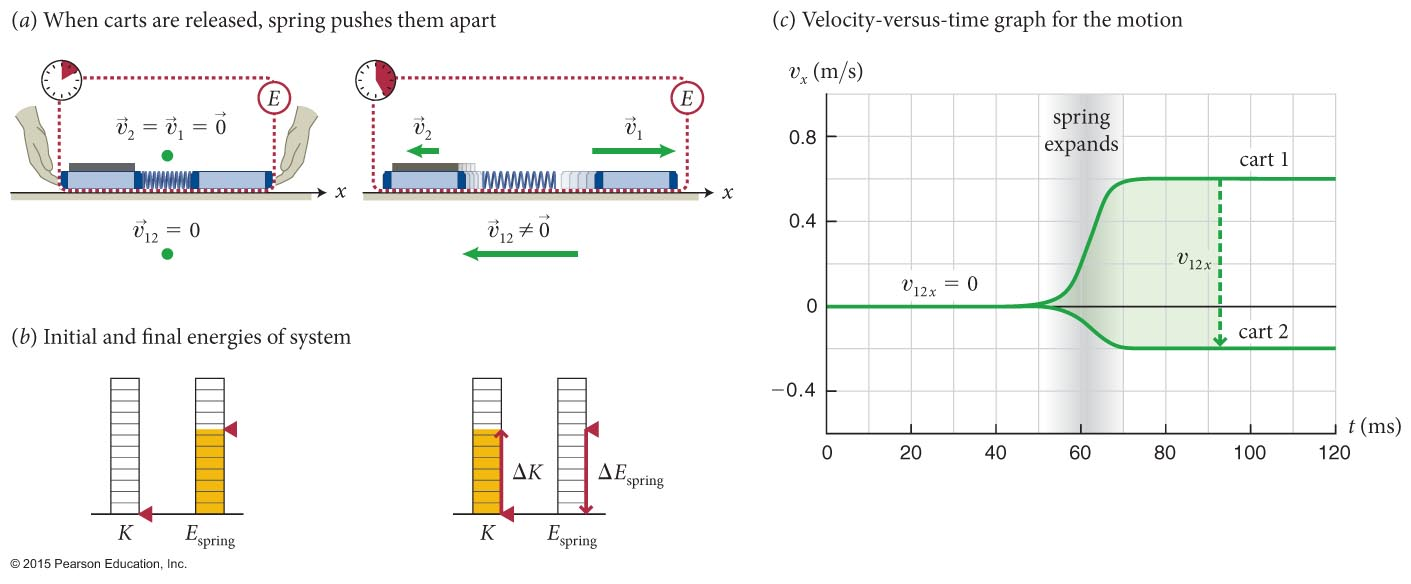 (a) When carts are released, spring pushes them apart
E
v⃗₂ = v⃗₁ = 0⃗
x
v⃗₁₂ = 0
E
v⃗₂
v⃗₁
x
v⃗₁₂ ≠ 0⃗
(b) Initial and final energies of system
K
E_spring
ΔK
ΔE_spring
K
E_spring
(c) Velocity-versus-time graph for the motion
vₓ (m/s)
spring
expands
0.8
cart 1
0.4
v₁₂ₓ
v₁₂ₓ = 0
0
cart 2
−0.4
t (ms)
0 20 40 60 80 100 120
© 2015 Pearson Education, Inc.